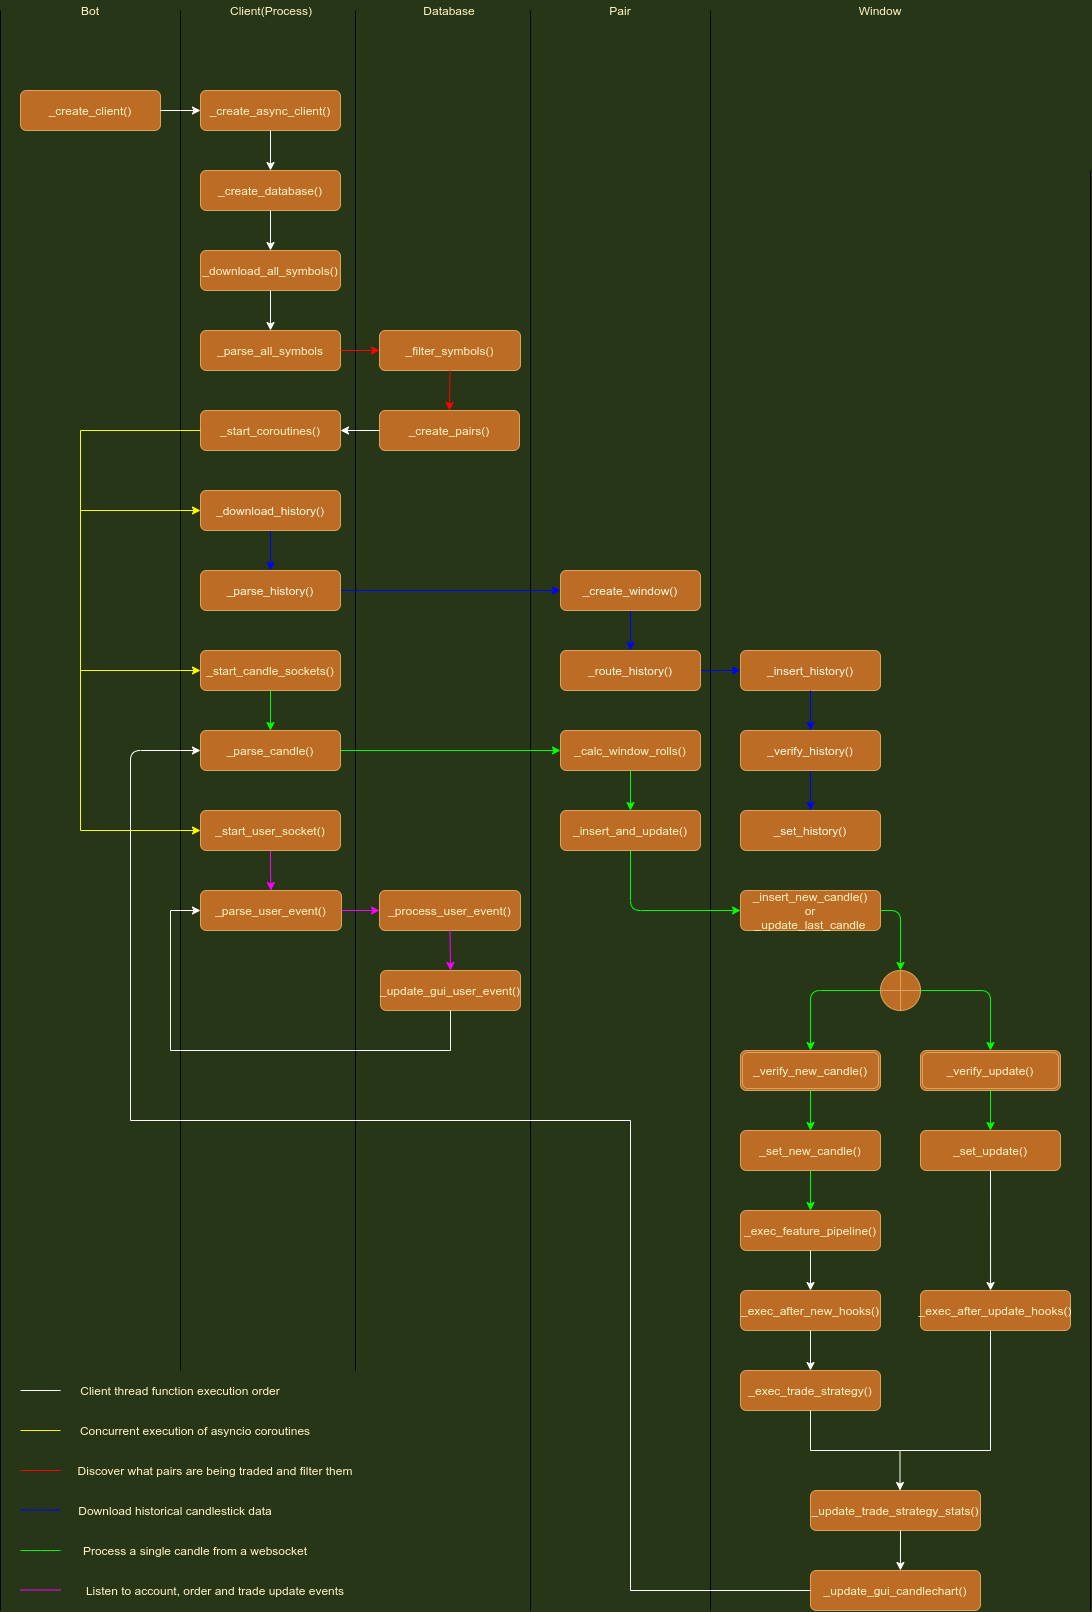 Bot
Client(Process)
Database
Pair
Window
_create_client()
_create_async_client()
_create_database()
_download_all_symbols()
_parse_all_symbols
_filter_symbols()
_start_coroutines()
_create_pairs()
_download_history()
_parse_history()
_create_window()
_start_candle_sockets()
_route_history()
_insert_history()
_parse_candle()
_calc_window_rolls()
_verify_history()
_start_user_socket()
_insert_and_update()
_set_history()
_parse_user_event()
_process_user_event()
_insert_new_candle()
or
_update_last_candle
_update_gui_user_event()
_verify_new_candle()
_verify_update()
_set_new_candle()
_set_update()
_exec_feature_pipeline()
_exec_after_new_hooks()
_exec_after_update_hooks()
_exec_trade_strategy()
_update_trade_strategy_stats()
_update_gui_candlechart()
Client thread function execution order
Concurrent execution of asyncio coroutines
Discover what pairs are being traded and filter them
Download historical candlestick data
Process a single candle from a websocket
Listen to account, order and trade update events